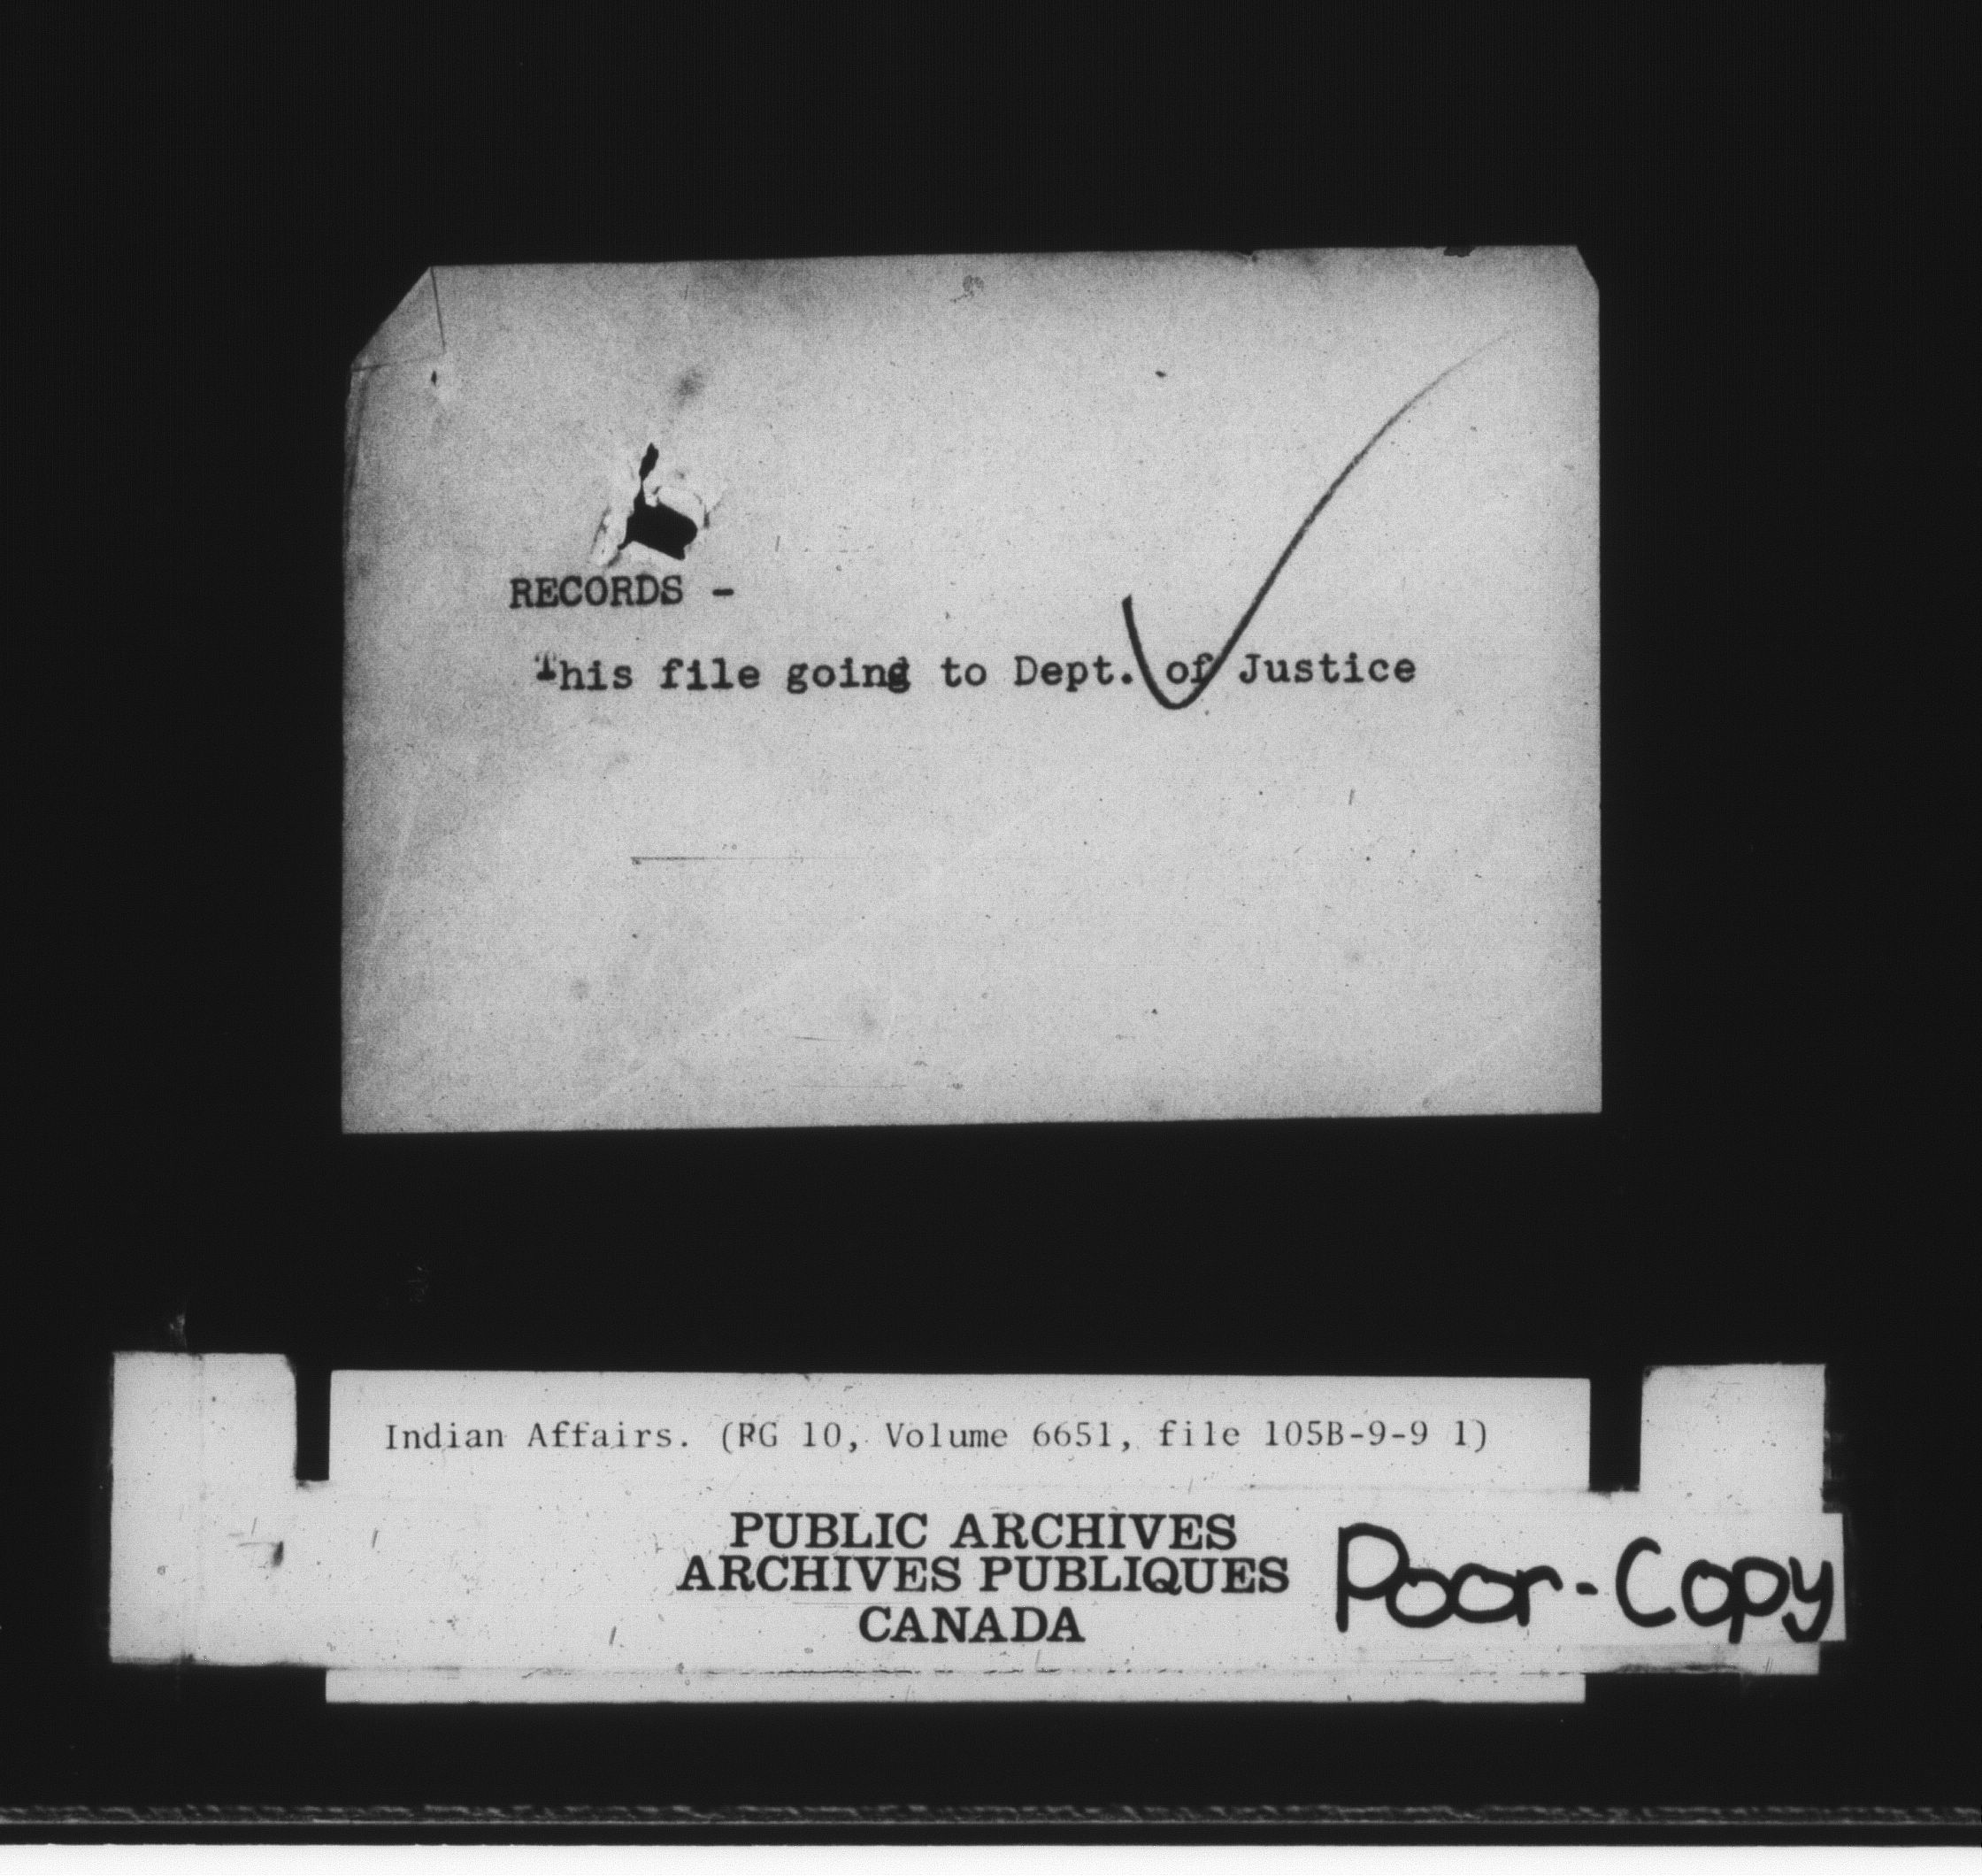 RECORDS -
This file going to Dept. of Justice
Indian Affairs. (RG 10, Volume 6651, file 105B-9-9 1)
PUBLIC ARCHIVES
ARCHIVES PUBLIQUES
CANADA
Poor-Copy